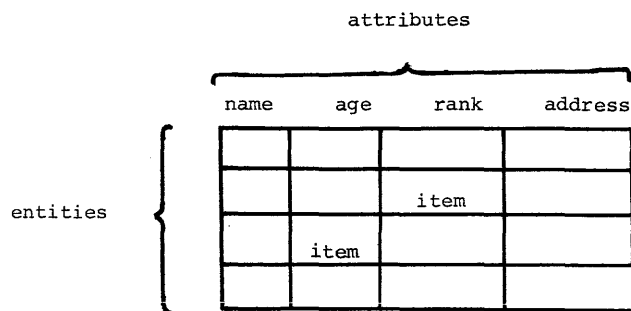 attributes
name age rank address
item
entities
item